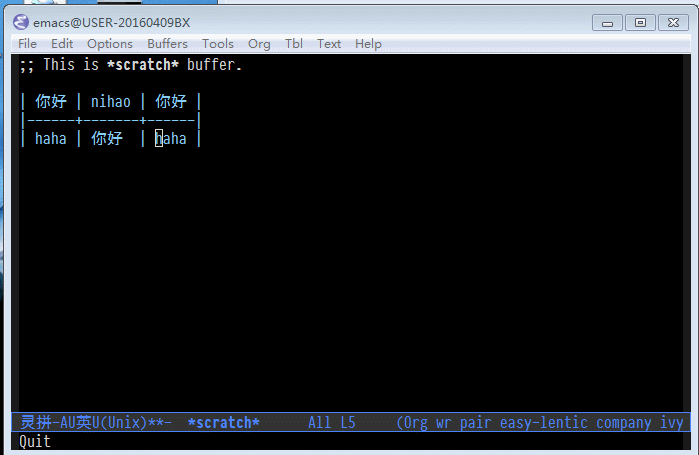 emacs@USER-20160409BX
File Edit Options Buffers Tools Org Tbl Text Help
;; This is *scratch* buffer.
| 你好 | nihao | 你好 |
|------+-------+------|
| haha | 你好  | haha |
灵拼-AU英U(Unix)**-  *scratch*      All L5     (Org wr pair easy-lentic company ivy
Quit